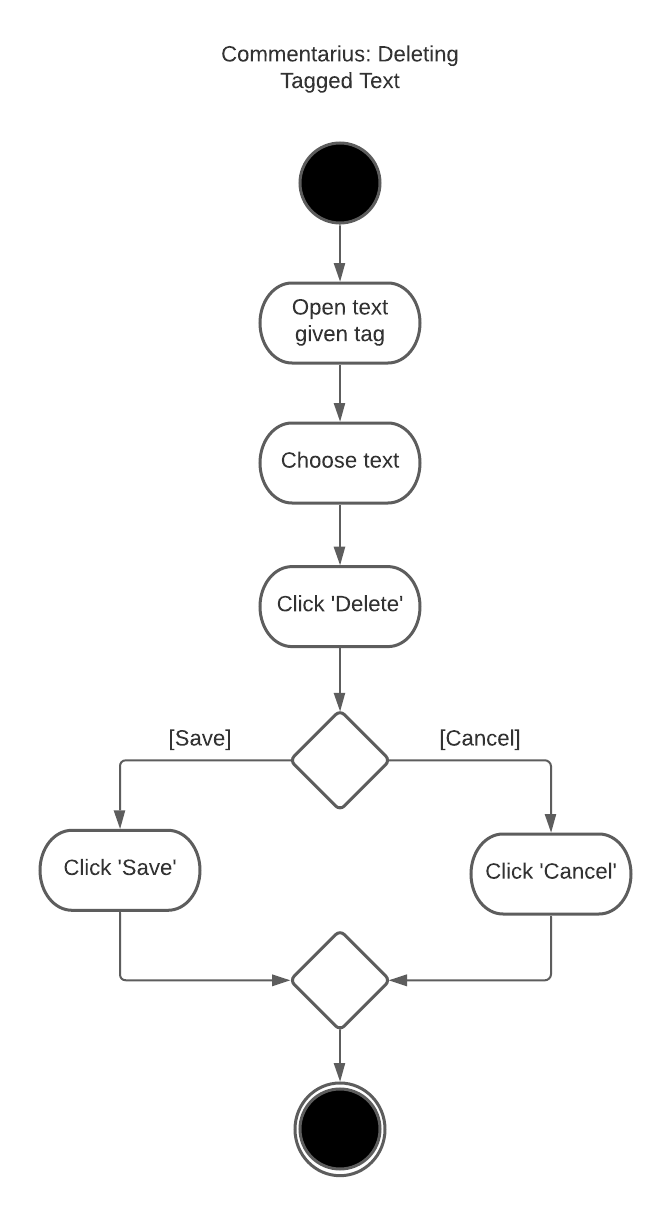 Commentarius: Deleting
Tagged Text
Open text
given tag
Choose text
Click 'Delete'
[Save]
[Cancel]
Click 'Save'
Click 'Cancel'